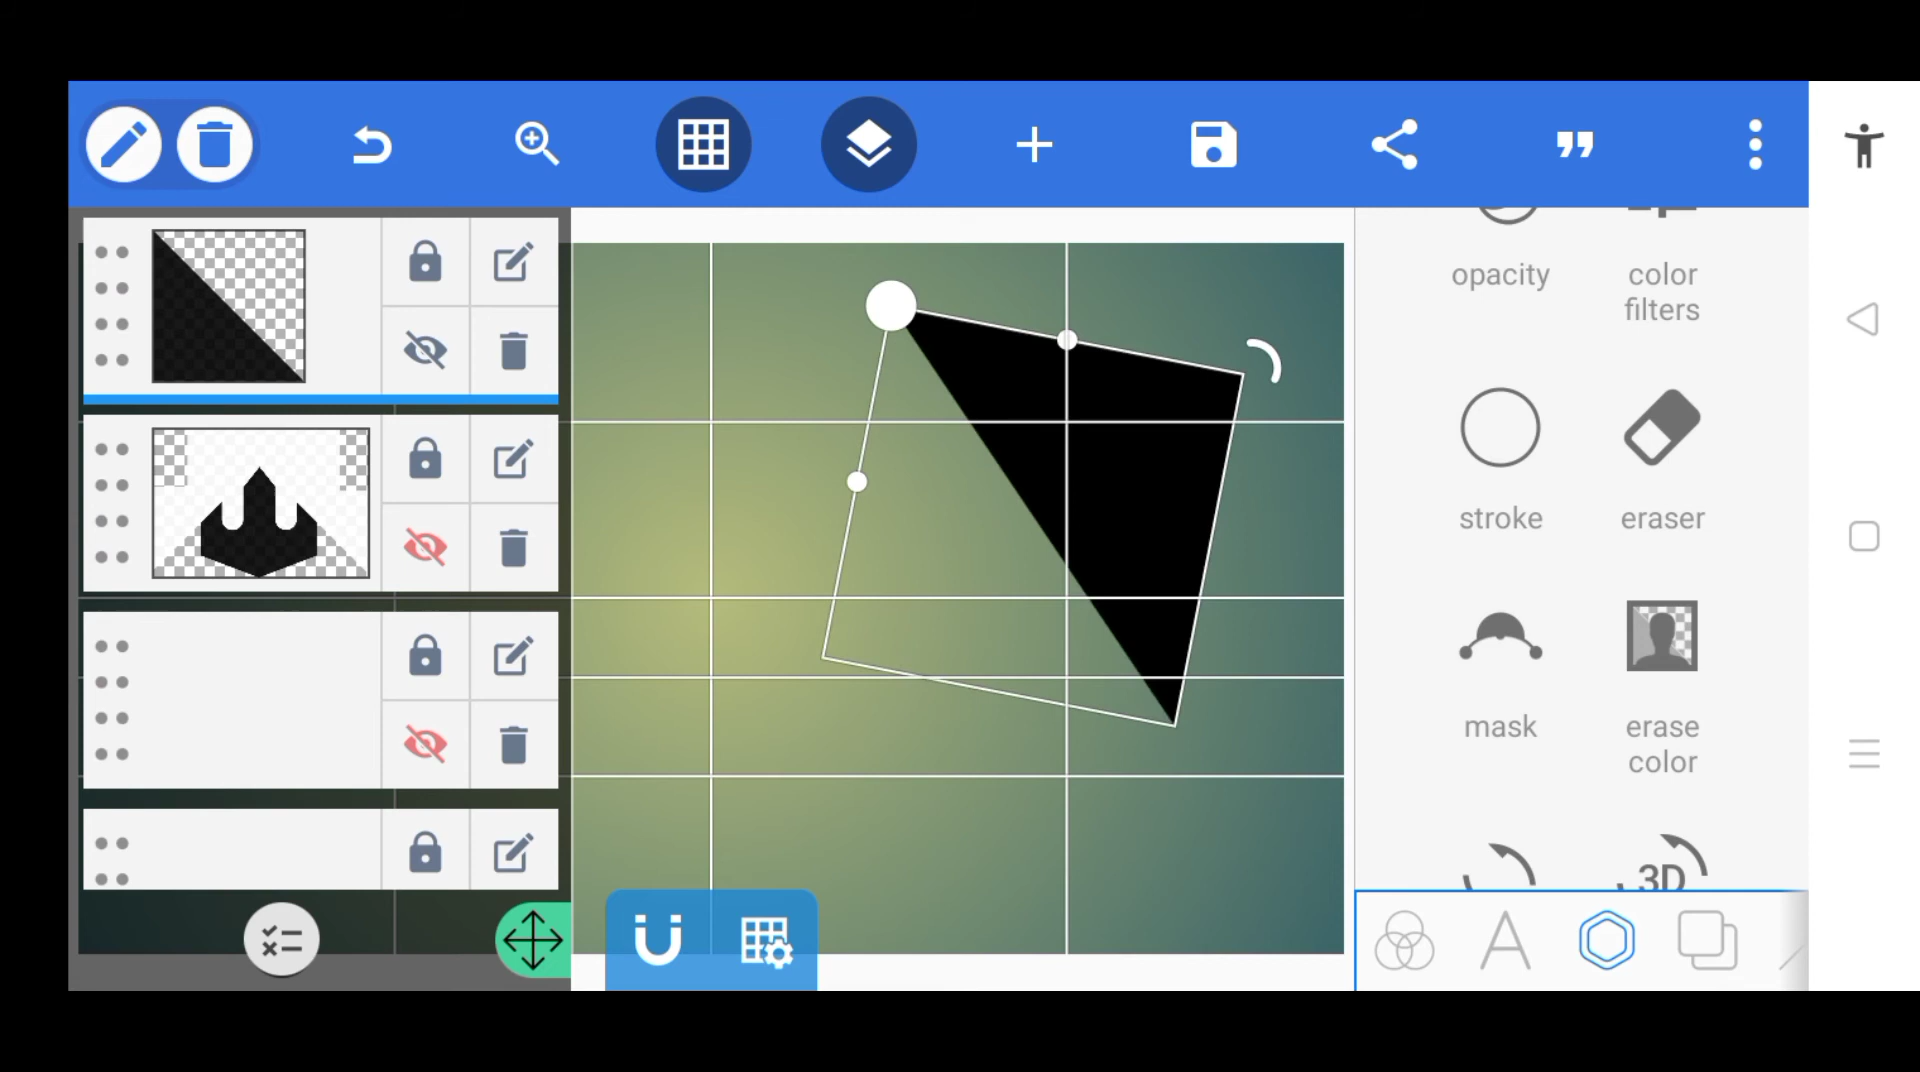 opacity
color
filters
stroke
eraser
mask
erase
color
3D